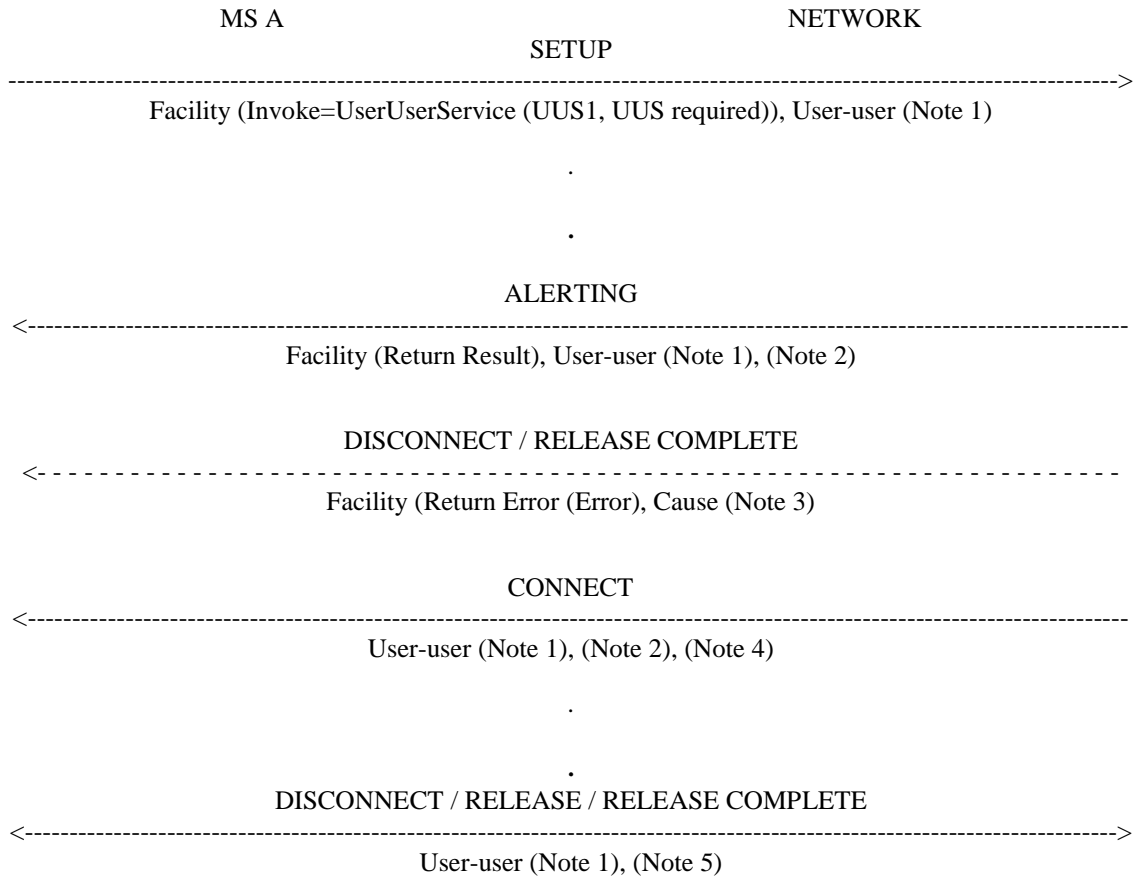 MS A NETWORK
SETUP
------------------------------------------------------------------------------------------------------------------------------>
Facility (Invoke=UserUserService (UUS1, UUS required)), User-user (Note 1)
.
.
ALERTING
<-----------------------------------------------------------------------------------------------------------------------------
Facility (Return Result), User-user (Note 1), (Note 2)
DISCONNECT / RELEASE COMPLETE
<- - - - - - - - - - - - - - - - - - - - - - - - - - - - - - - - - - - - - - - - - - - - - - - - - - - - - - - - - - - - - - - - - - - - - -
Facility (Return Error (Error), Cause (Note 3)
CONNECT
<-----------------------------------------------------------------------------------------------------------------------------
User-user (Note 1), (Note 2), (Note 4)
.
.
DISCONNECT / RELEASE / RELEASE COMPLETE
<---------------------------------------------------------------------------------------------------------------------------->
User-user (Note 1), (Note 5)